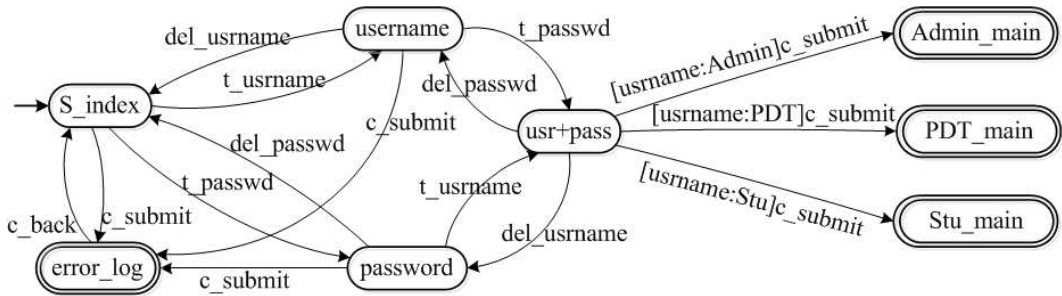 username
Admin_main
del_usrname
t_passwd
[usrname:Admin]c_submit
t_usrname
del_passwd
S_index
c_submit
[usrname:PDT]c_submit
usr+pass
PDT_main
del_passwd
t_passwd
t_usrname
[usrname:Stu]c_submit
c_back
c_submit
Stu_main
del_usrname
error_log
password
c_submit